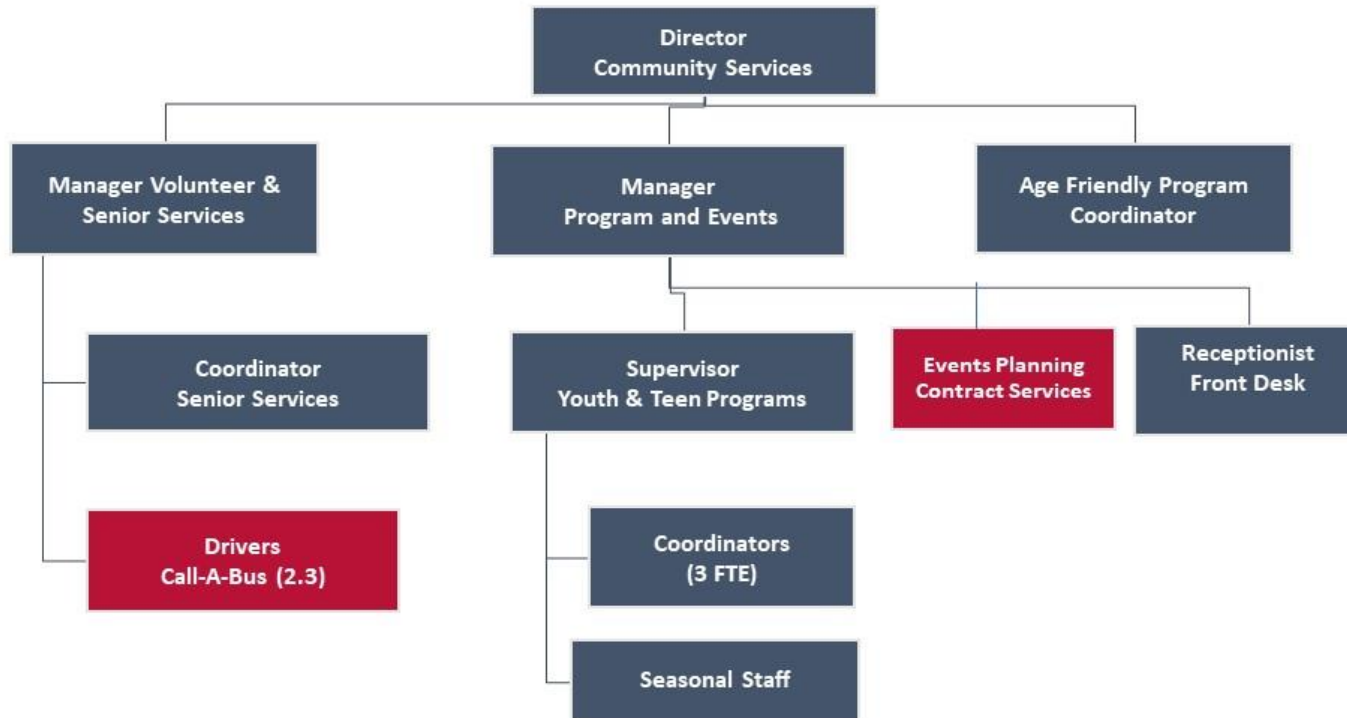 Director
Community Services
Manager Volunteer &
Senior Services
Manager
Program and Events
Age Friendly Program
Coordinator
Coordinator
Senior Services
Supervisor
Youth & Teen Programs
Events Planning
Contract Services
Receptionist
Front Desk
Drivers
Call-A-Bus (2.3)
Coordinators
(3 FTE)
Seasonal Staff